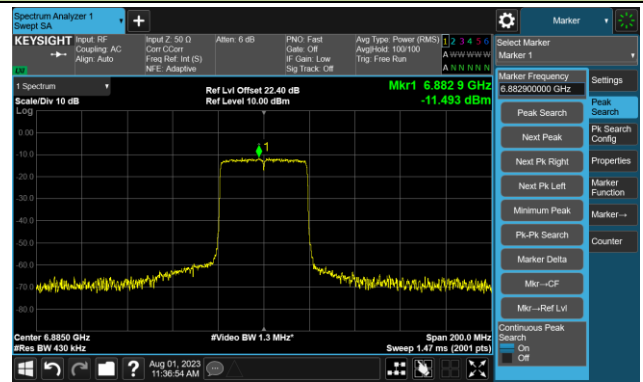 Spectrum Analyzer 1
Swept SA
Marker
KEYSIGHT
Input: RF
Coupling: AC
Align: Auto
Input Z: 50 Ω
Corr CCorr
Freq Ref: Int (S)
NFE: Adaptive
Atten: 6 dB
PNO: Fast
Gate: Off
IF Gain: Low
Sig Track: Off
Avg Type: Power (RMS)
Avg|Hold: 100/100
Trig: Free Run
1 2 3 4 5 6
A W W W W W
A N N N N N
LW
1 Spectrum
Scale/Div 10 dB
Log
Ref Lvl Offset 22.40 dB
Ref Level 10.00 dBm
Mkr1 6.882 9 GHz
-11.493 dBm
1
0.00
-10.0
-20.0
-30.0
-40.0
-50.0
-60.0
-70.0
-80.0
Center 6.8850 GHz
#Res BW 430 kHz
#Video BW 1.3 MHz*
Span 200.0 MHz
Sweep 1.47 ms (2001 pts)
Select Marker
Marker 1
Marker Frequency
6.882900000 GHz
Peak Search
Next Peak
Next Pk Right
Next Pk Left
Minimum Peak
Pk-Pk Search
Marker Delta
Mkr→CF
Mkr→Ref Lvl
Continuous Peak
Search
On
Off
Settings
Peak
Search
Pk Search
Config
Properties
Marker
Function
Marker→
Counter
?
Aug 01, 2023
11:36:54 AM